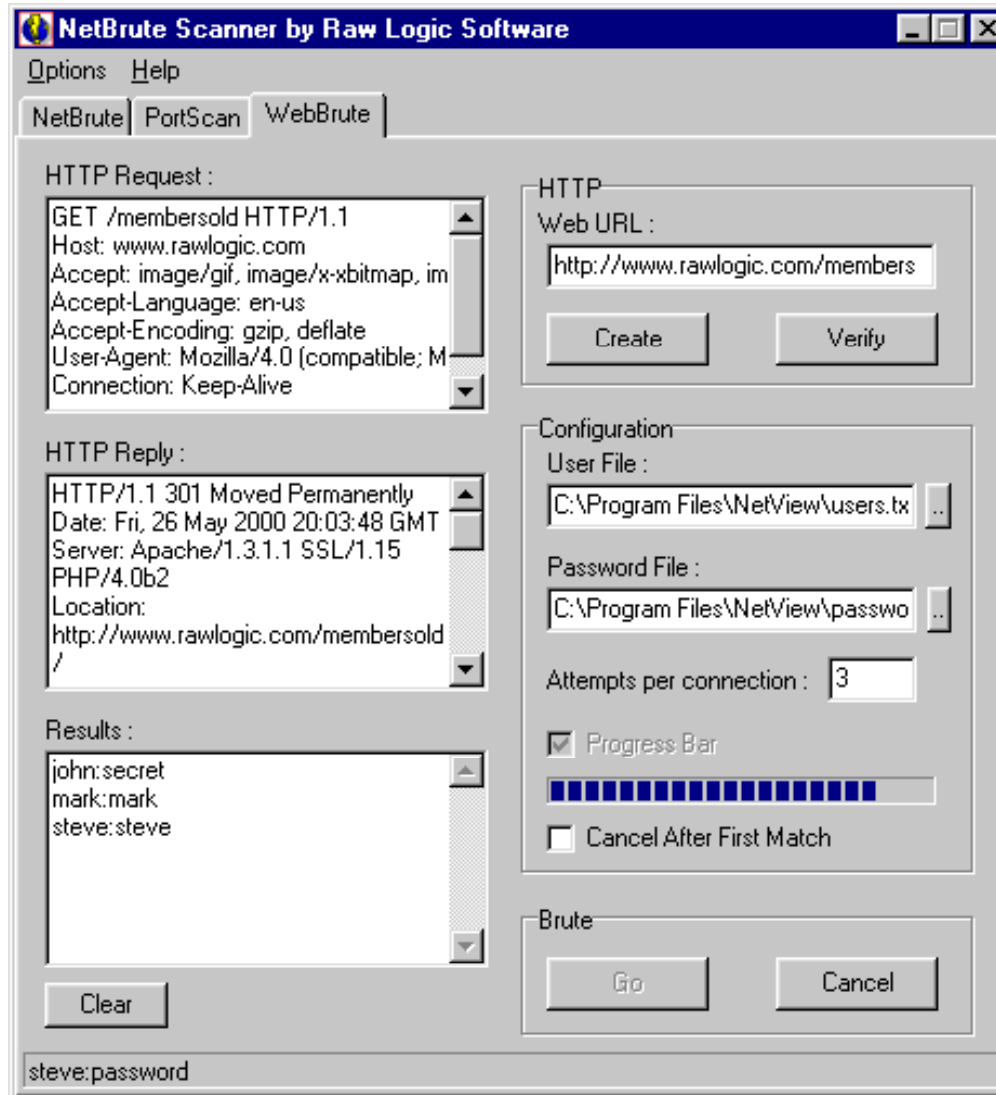 NetBrute Scanner by Raw Logic Software
Options Help
NetBrute PortScan WebBrute
HTTP Request :
GET /membersold HTTP/1.1
Host: www.rawlogic.com
Accept: image/gif, image/x-xbitmap, im
Accept-Language: en-us
Accept-Encoding: gzip, deflate
User-Agent: Mozilla/4.0 (compatible; M
Connection: Keep-Alive
HTTP Reply :
HTTP/1.1 301 Moved Permanently
Date: Fri, 26 May 2000 20:03:48 GMT
Server: Apache/1.3.1.1 SSL/1.15
PHP/4.0b2
Location:
http://www.rawlogic.com/membersold
/
Results :
john:secret
mark:mark
steve:steve
Clear
HTTP
Web URL :
http://www.rawlogic.com/members
Create Verify
Configuration
User File :
C:\Program Files\NetView\users.tx ..
Password File :
C:\Program Files\NetView\passwo ..
Attempts per connection : 3
Progress Bar
Cancel After First Match
Brute
Go Cancel
steve:password